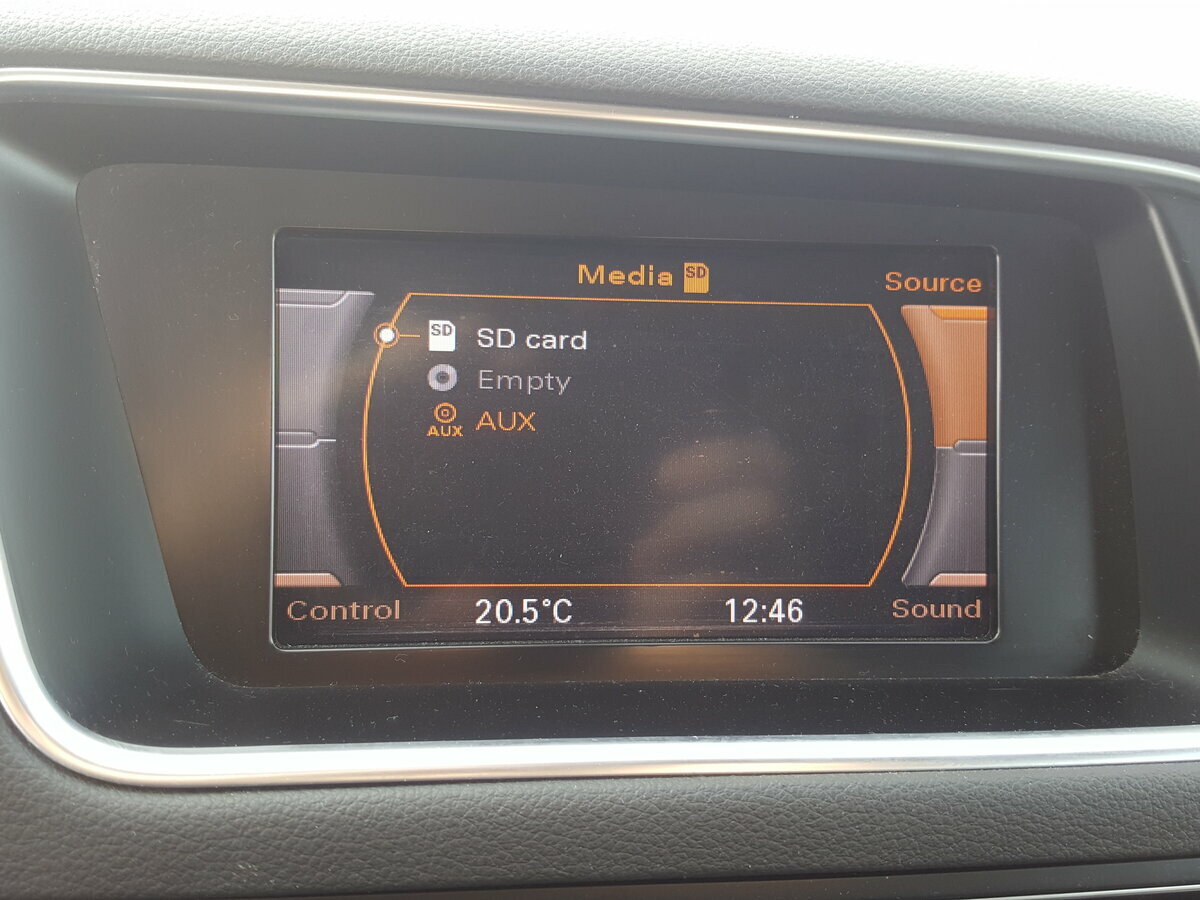 Media SD
Source
SD SD card
Empty
AUX AUX
Control 20.5°C 12:46 Sound